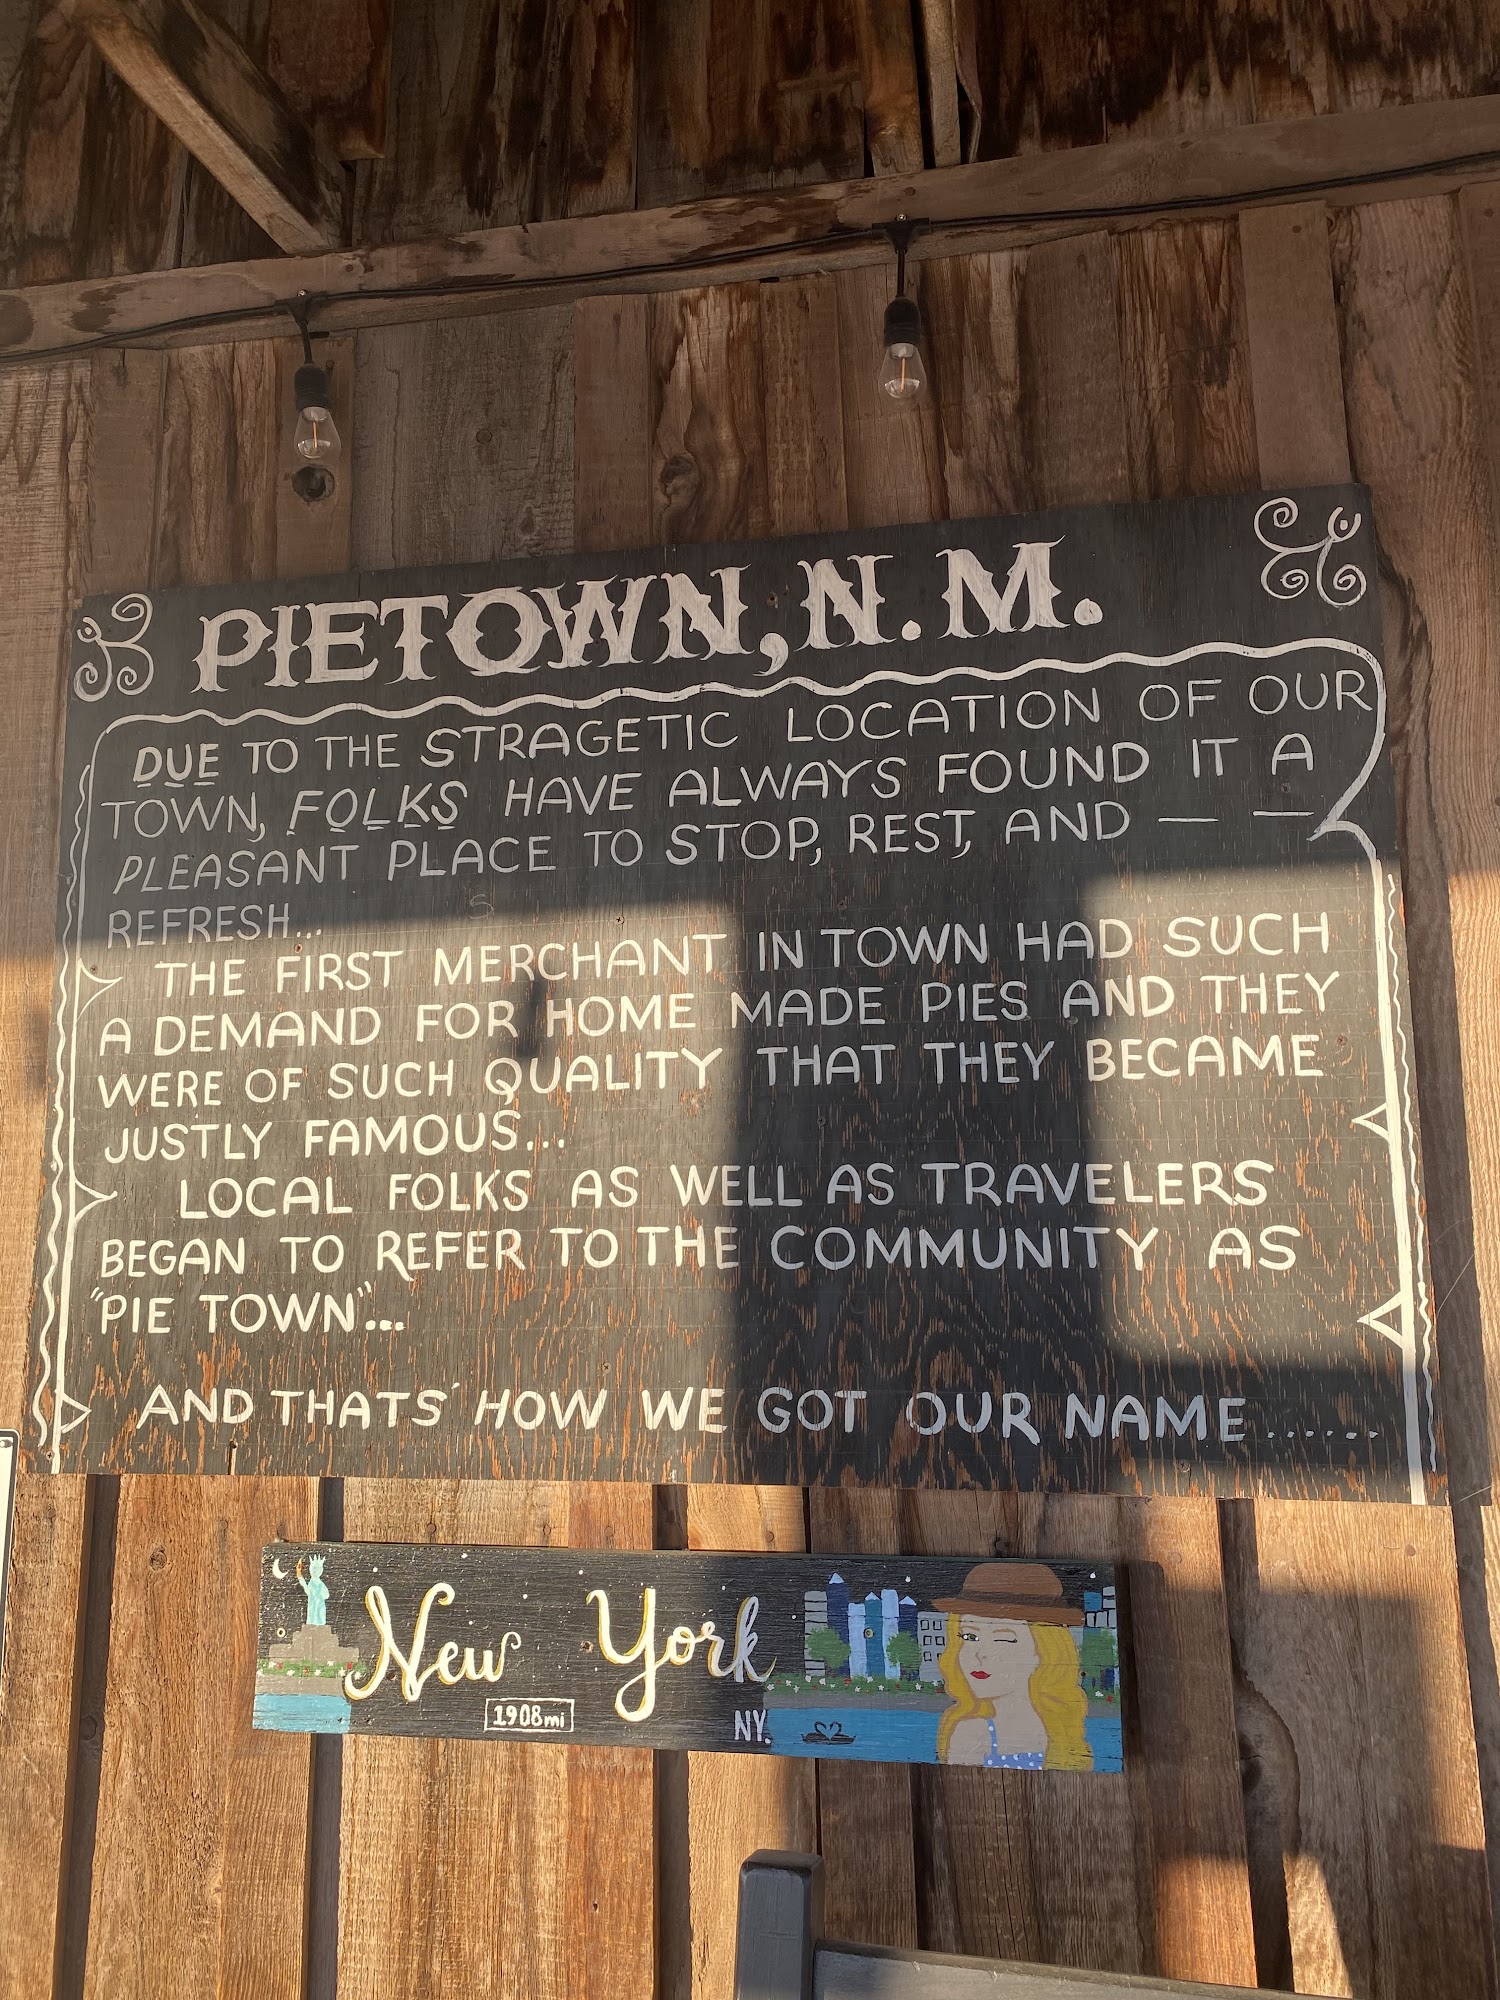 PIETOWN, N.M.
DUE TO THE STRAGETIC LOCATION OF OUR
TOWN, FOLKS HAVE ALWAYS FOUND IT A
PLEASANT PLACE TO STOP, REST, AND — —
REFRESH...
THE FIRST MERCHANT IN TOWN HAD SUCH
A DEMAND FOR HOME MADE PIES AND THEY
WERE OF SUCH QUALITY THAT THEY BECAME
JUSTLY FAMOUS...
LOCAL FOLKS AS WELL AS TRAVELERS
BEGAN TO REFER TO THE COMMUNITY AS
"PIE TOWN"...
AND THATS' HOW WE GOT OUR NAME......
New York
1908mi
NY.